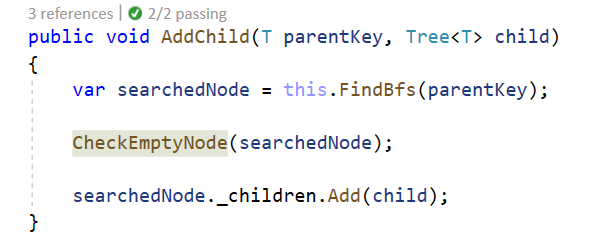 3 references | 2/2 passing
public void AddChild(T parentKey, Tree<T> child)
{
var searchedNode = this.FindBfs(parentKey);
CheckEmptyNode(searchedNode);
searchedNode._children.Add(child);
}